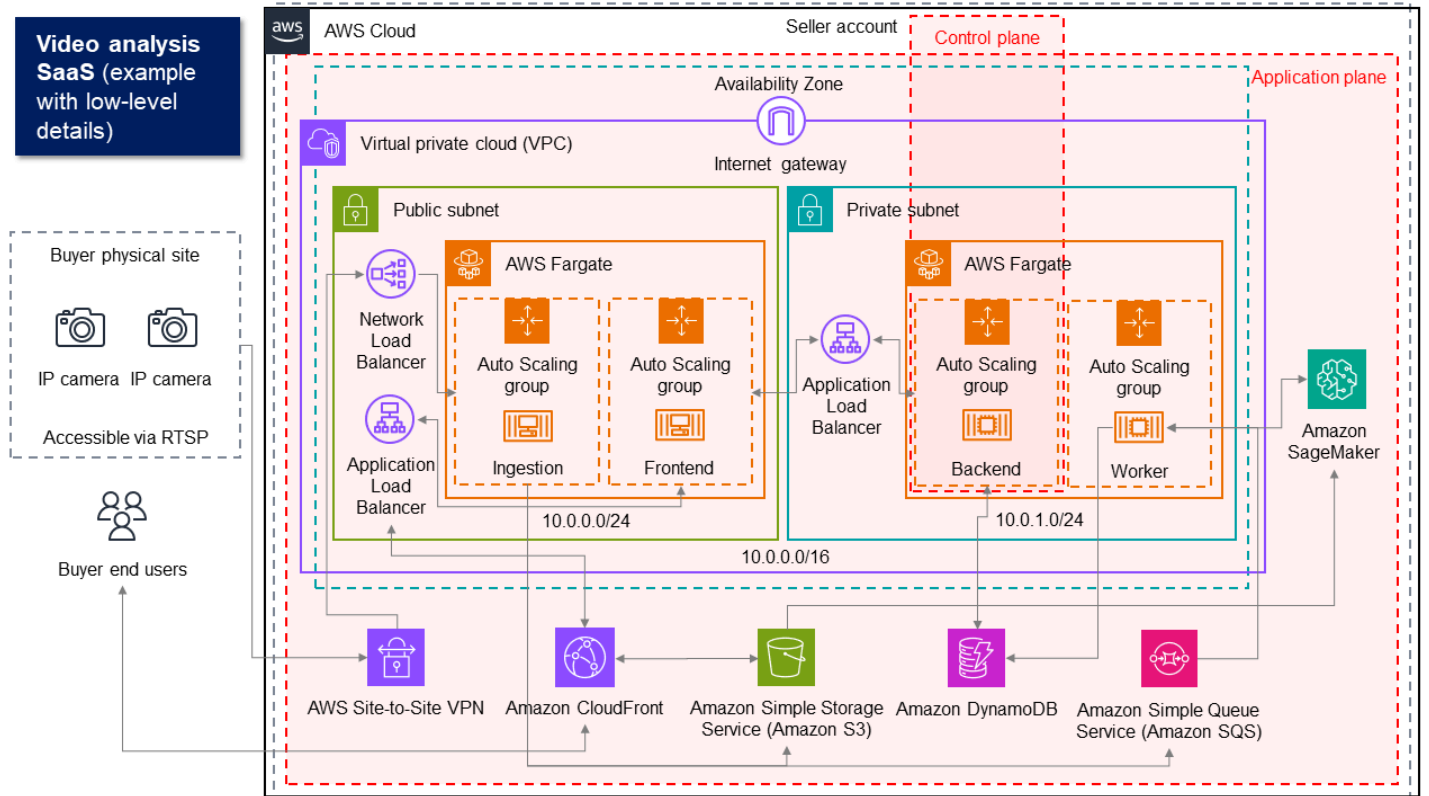 Video analysis
SaaS (example
with low-level
details)
aws
AWS Cloud
Seller account
Control plane
Application plane
Availability Zone
Virtual private cloud (VPC)
Internet gateway
Public subnet
Private subnet
Buyer physical site
IP camera
IP camera
Accessible via RTSP
Buyer end users
Network
Load
Balancer
Application
Load
Balancer
AWS Fargate
Auto Scaling
group
Ingestion
Auto Scaling
group
Frontend
10.0.0.0/24
Application
Load
Balancer
AWS Fargate
Auto Scaling
group
Backend
Auto Scaling
group
Worker
10.0.1.0/24
10.0.0.0/16
Amazon
SageMaker
AWS Site-to-Site VPN
Amazon CloudFront
Amazon Simple Storage
Service (Amazon S3)
Amazon DynamoDB
Amazon Simple Queue
Service (Amazon SQS)